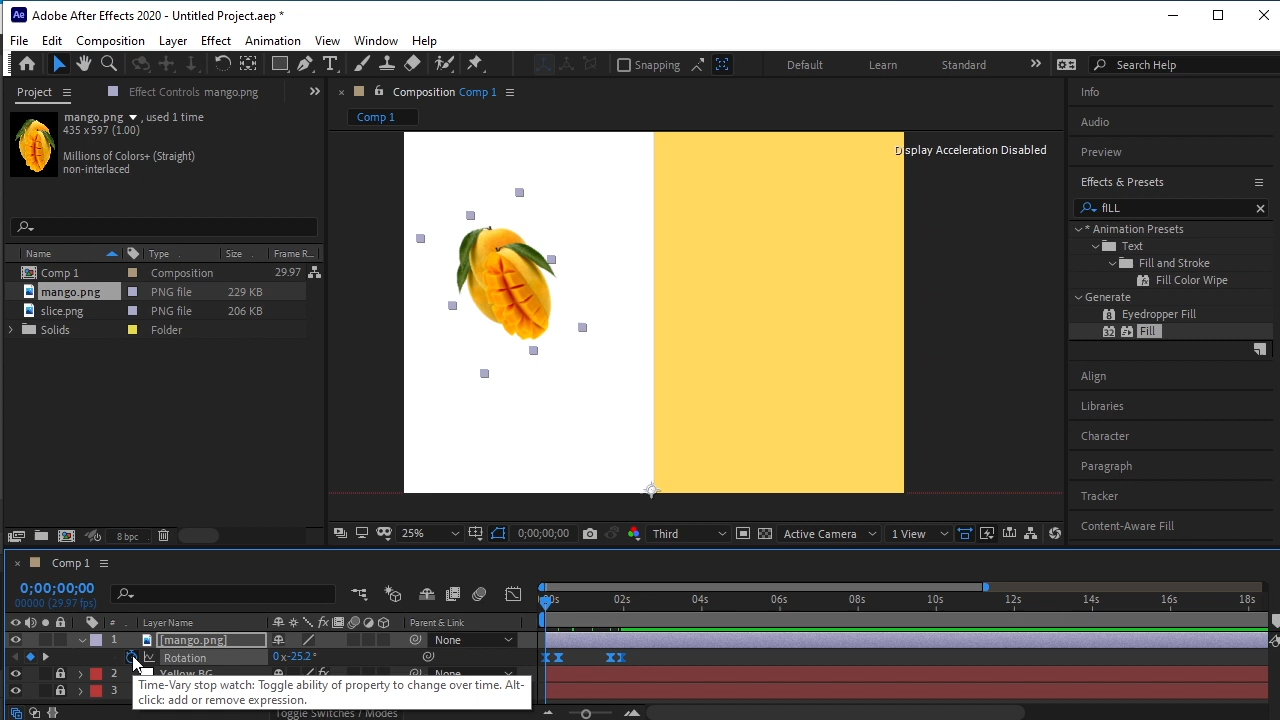 Ae Adobe After Effects 2020 - Untitled Project.aep *
File Edit Composition Layer Effect Animation View Window Help
Snapping Default Learn Standard Search Help
Project Effect Controls mango.png
mango.png , used 1 time
435 x 597 (1.00)
Millions of Colors+ (Straight)
non-interlaced
Name Type Size Frame R...
Comp 1 Composition 29.97
mango.png PNG file 229 KB
slice.png PNG file 206 KB
Solids Folder
8 bpc
Composition Comp 1
Comp 1
Display Acceleration Disabled
25% 0;00;00;00 Third Active Camera 1 View
Info
Audio
Preview
Effects & Presets
fILL
* Animation Presets
Text
Fill and Stroke
Fill Color Wipe
Generate
Eyedropper Fill
Fill
Align
Libraries
Character
Paragraph
Tracker
Content-Aware Fill
Comp 1
0;00;00;00
00000 (29.97 fps)
00s 02s 04s 06s 08s 10s 12s 14s 16s 18s
# Layer Name Parent & Link
1 [mango.png] None
Rotation 0x-25.2°
2 Yellow BG None
3
Time-Vary stop watch: Toggle ability of property to change over time. Alt-
click: add or remove expression.
Toggle Switches / Modes